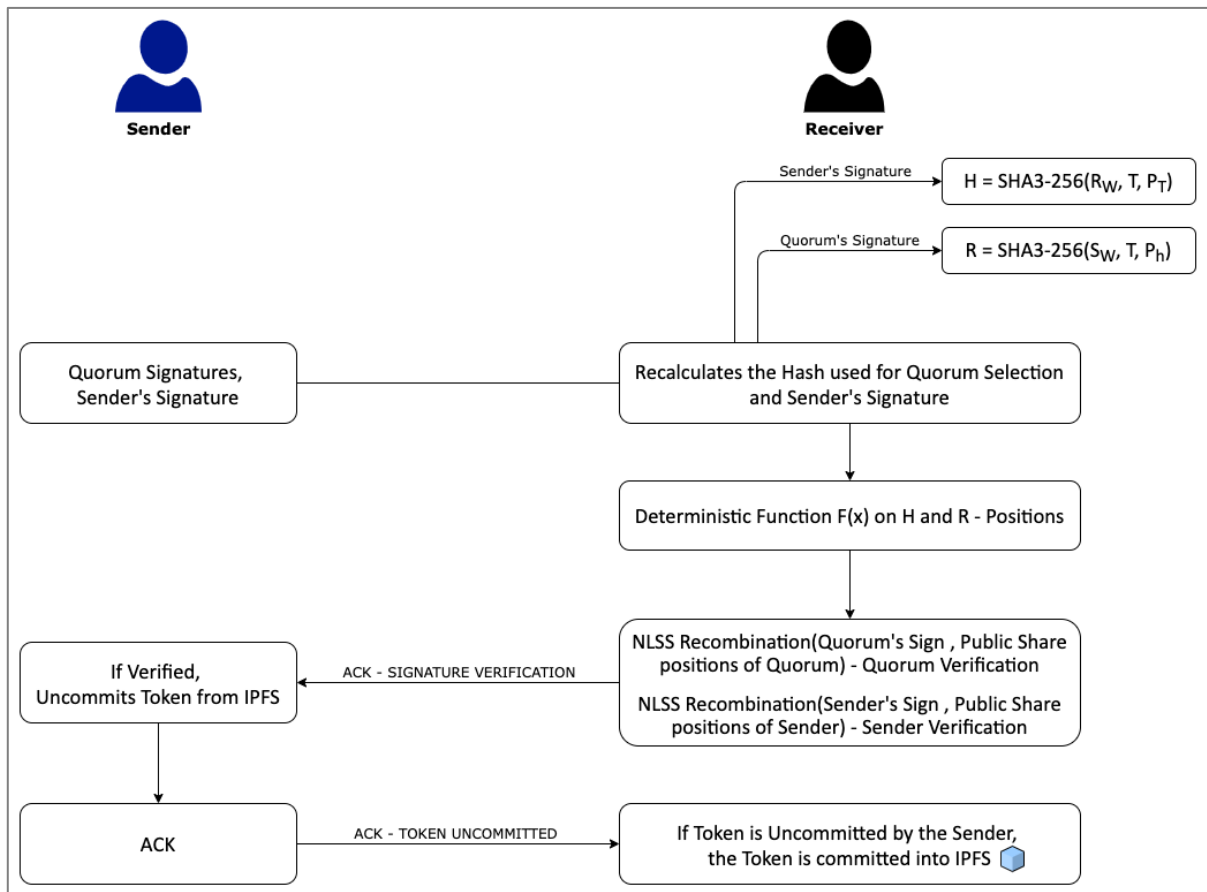 Sender
Receiver
Sender's Signature
H = SHA3-256(R_W, T, P_T)
Quorum's Signature
R = SHA3-256(S_W, T, P_h)
Quorum Signatures,
Sender's Signature
Recalculates the Hash used for Quorum Selection
and Sender's Signature
Deterministic Function F(x) on H and R - Positions
NLSS Recombination(Quorum's Sign , Public Share
positions of Quorum) - Quorum Verification
NLSS Recombination(Sender's Sign , Public Share
positions of Sender) - Sender Verification
ACK - SIGNATURE VERIFICATION
If Verified,
Uncommits Token from IPFS
ACK
ACK - TOKEN UNCOMMITTED
If Token is Uncommitted by the Sender,
the Token is committed into IPFS